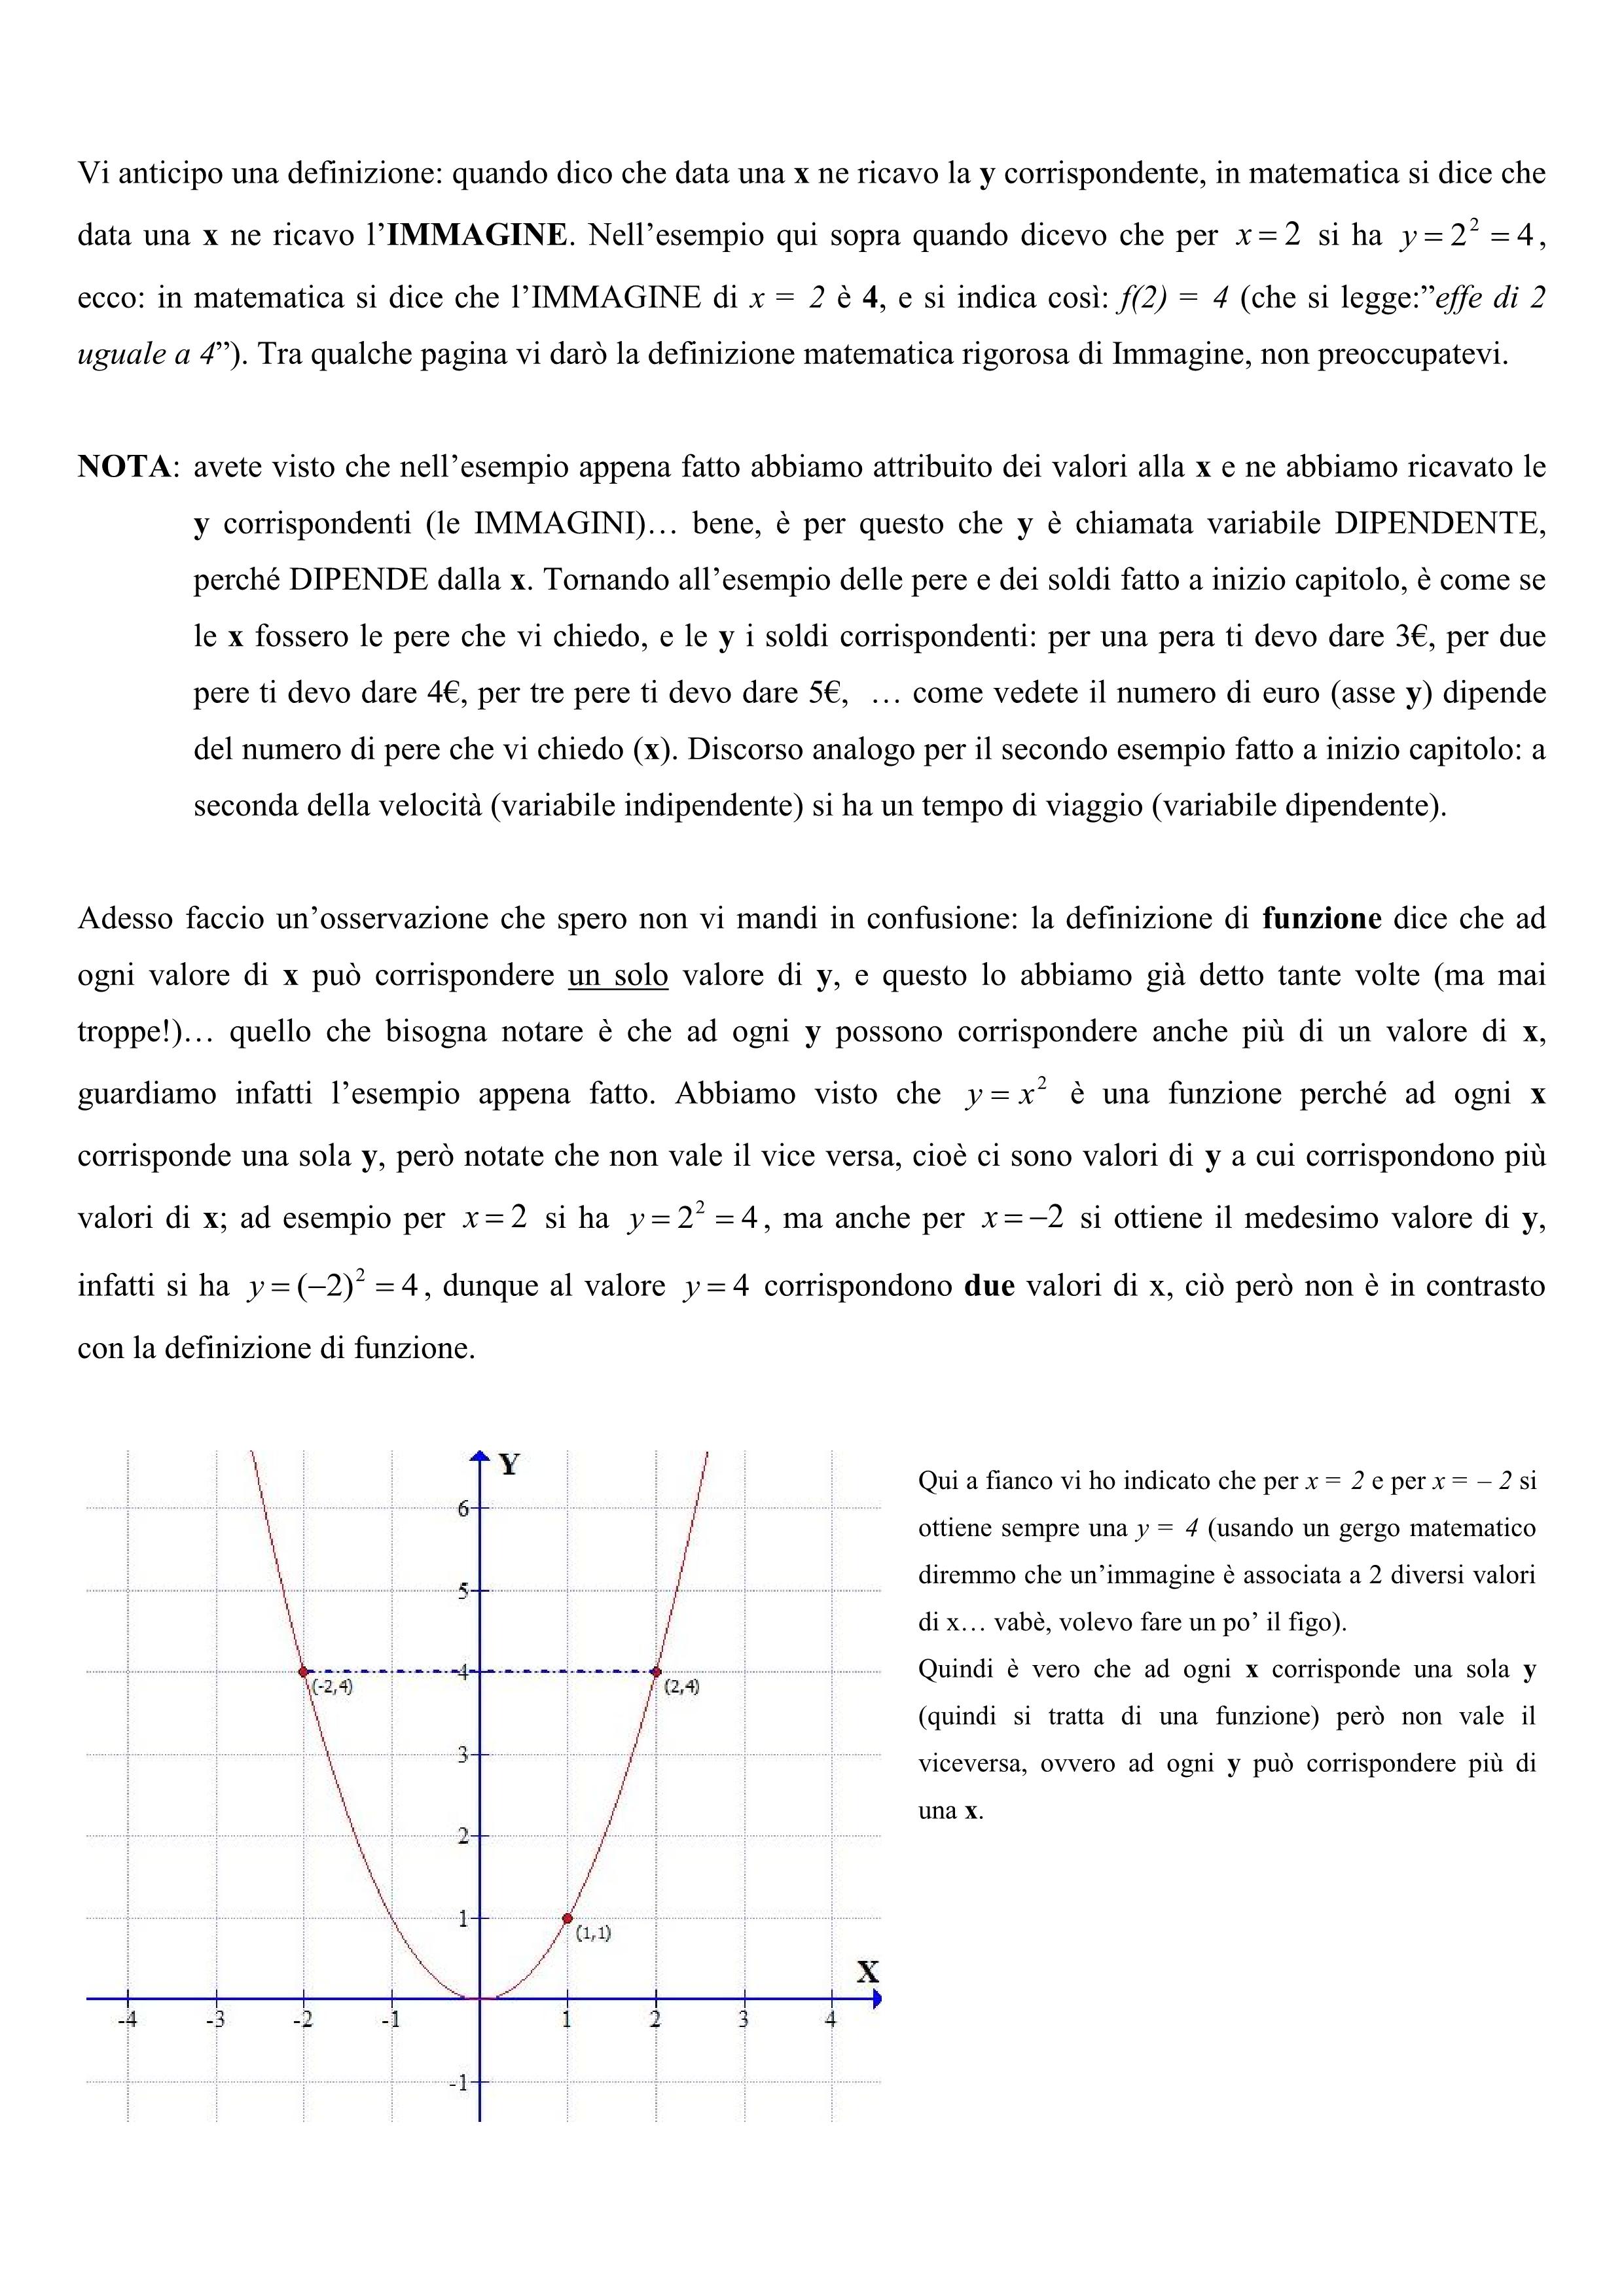 Vi anticipo una definizione: quando dico che data una x ne ricavo la y corrispondente, in matematica si dice che
data una x ne ricavo l’IMMAGINE. Nell’esempio qui sopra quando dicevo che per x = 2 si ha y = 2² = 4,
ecco: in matematica si dice che l’IMMAGINE di x = 2 è 4, e si indica così: f(2) = 4 (che si legge:”effe di 2
uguale a 4”). Tra qualche pagina vi darò la definizione matematica rigorosa di Immagine, non preoccupatevi.
NOTA: avete visto che nell’esempio appena fatto abbiamo attribuito dei valori alla x e ne abbiamo ricavato le
y corrispondenti (le IMMAGINI)… bene, è per questo che y è chiamata variabile DIPENDENTE,
perché DIPENDE dalla x. Tornando all’esempio delle pere e dei soldi fatto a inizio capitolo, è come se
le x fossero le pere che vi chiedo, e le y i soldi corrispondenti: per una pera ti devo dare 3€, per due
pere ti devo dare 4€, per tre pere ti devo dare 5€, … come vedete il numero di euro (asse y) dipende
del numero di pere che vi chiedo (x). Discorso analogo per il secondo esempio fatto a inizio capitolo: a
seconda della velocità (variabile indipendente) si ha un tempo di viaggio (variabile dipendente).
Adesso faccio un’osservazione che spero non vi mandi in confusione: la definizione di funzione dice che ad
ogni valore di x può corrispondere un solo valore di y, e questo lo abbiamo già detto tante volte (ma mai
troppe!)… quello che bisogna notare è che ad ogni y possono corrispondere anche più di un valore di x,
guardiamo infatti l’esempio appena fatto. Abbiamo visto che y = x² è una funzione perché ad ogni x
corrisponde una sola y, però notate che non vale il vice versa, cioè ci sono valori di y a cui corrispondono più
valori di x; ad esempio per x = 2 si ha y = 2² = 4, ma anche per x = −2 si ottiene il medesimo valore di y,
infatti si ha y = (−2)² = 4, dunque al valore y = 4 corrispondono due valori di x, ciò però non è in contrasto
con la definizione di funzione.
Y
6
5
4
(-2,4) (2,4)
3
2
1
(1,1)
X
-4 -3 -2 -1 1 2 3 4
-1
Qui a fianco vi ho indicato che per x = 2 e per x = – 2 si
ottiene sempre una y = 4 (usando un gergo matematico
diremmo che un’immagine è associata a 2 diversi valori
di x… vabè, volevo fare un po’ il figo).
Quindi è vero che ad ogni x corrisponde una sola y
(quindi si tratta di una funzione) però non vale il
viceversa, ovvero ad ogni y può corrispondere più di
una x.